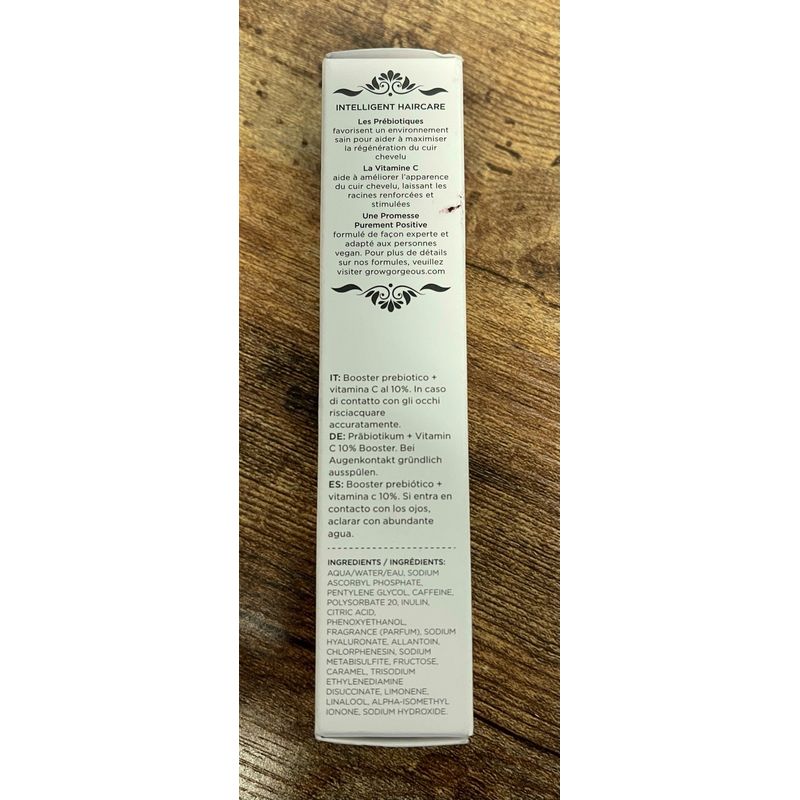 INTELLIGENT HAIRCARE
Les Prébiotiques
favorisent un environnement
sain pour aider à maximiser
la régénération du cuir
chevelu
La Vitamine C
aide à améliorer l'apparence
du cuir chevelu, laissant les
racines renforcées et
stimulées
Une Promesse
Purement Positive
formulé de façon experte et
adapté aux personnes
vegan. Pour plus de détails
sur nos formules, veuillez
visiter growgorgeous.com
IT: Booster prebiotico +
vitamina C al 10%. In caso
di contatto con gli occhi
risciacquare
accuratamente.
DE: Präbiotikum + Vitamin
C 10% Booster. Bei
Augenkontakt gründlich
ausspülen.
ES: Booster prebiótico +
vitamina c 10%. Si entra en
contacto con los ojos,
aclarar con abundante
agua.
INGREDIENTS / INGRÉDIENTS:
AQUA/WATER/EAU, SODIUM
ASCORBYL PHOSPHATE,
PENTYLENE GLYCOL, CAFFEINE,
POLYSORBATE 20, INULIN,
CITRIC ACID,
PHENOXYETHANOL,
FRAGRANCE (PARFUM), SODIUM
HYALURONATE, ALLANTOIN,
CHLORPHENESIN, SODIUM
METABISULFITE, FRUCTOSE,
CARAMEL, TRISODIUM
ETHYLENEDIAMINE
DISUCCINATE, LIMONENE,
LINALOOL, ALPHA-ISOMETHYL
IONONE, SODIUM HYDROXIDE.